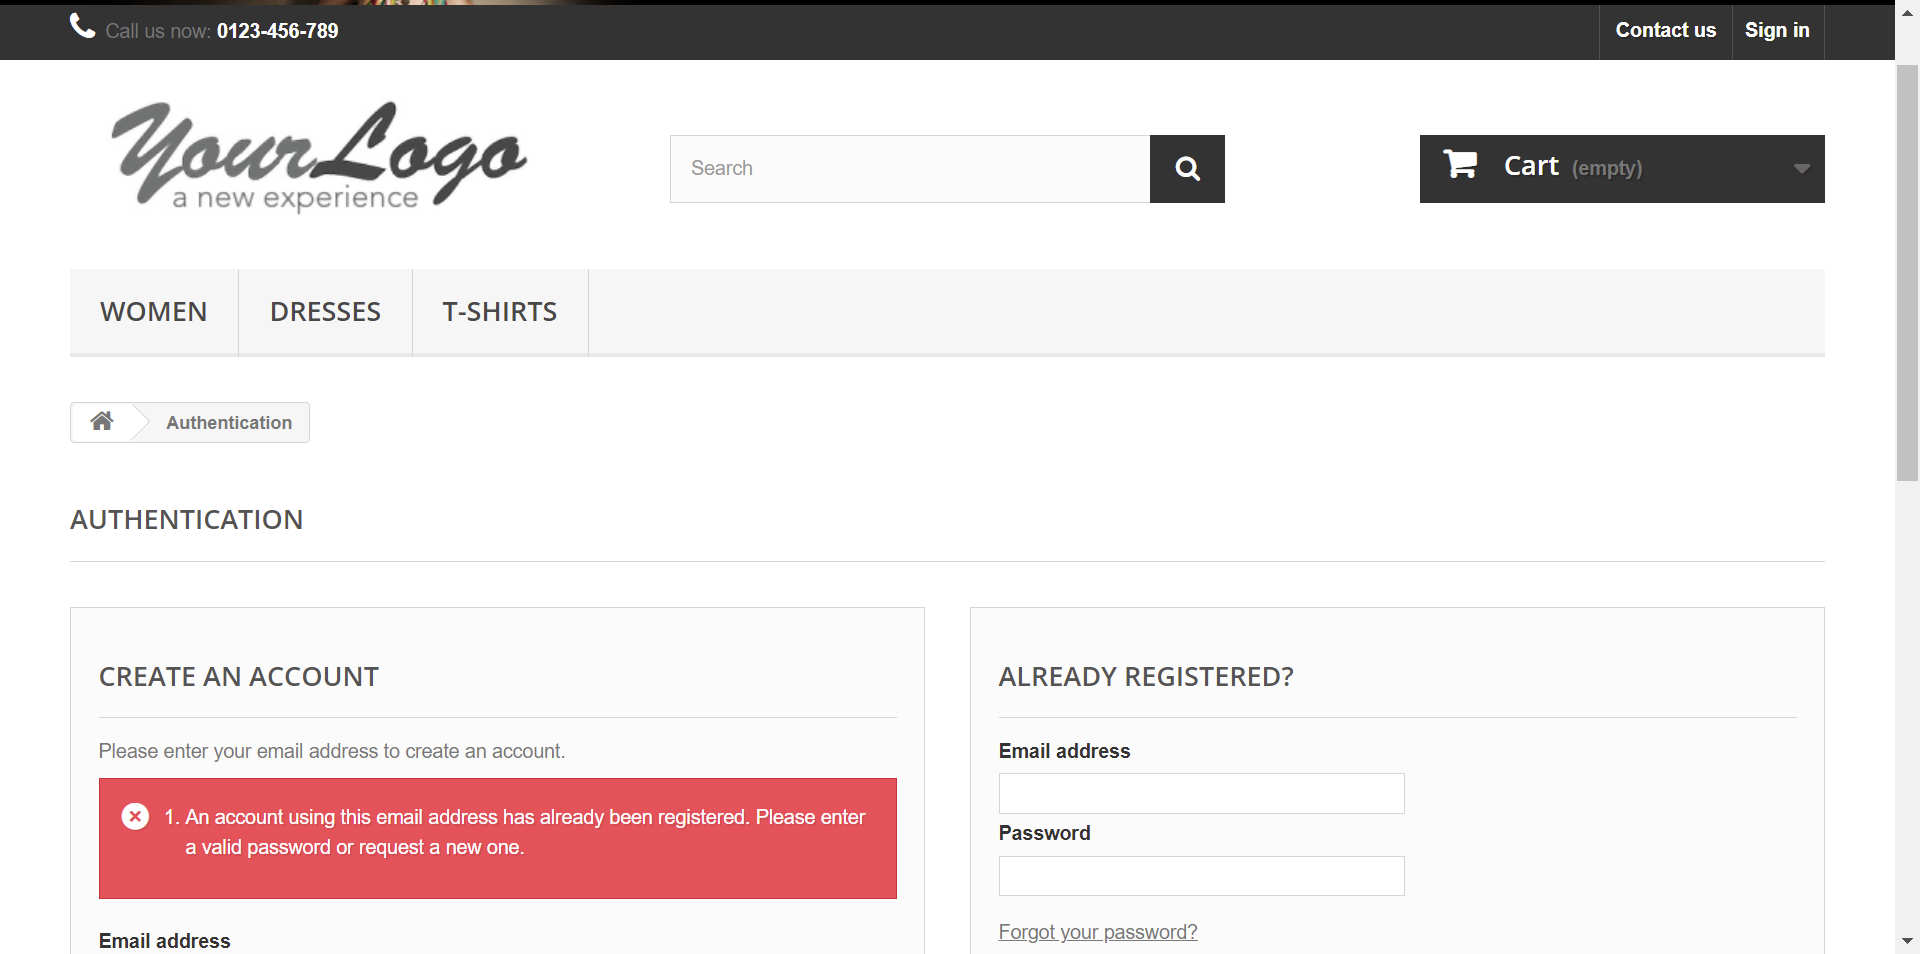 Call us now: 0123-456-789
Contact us
Sign in
YourLogo
a new experience
Search
Cart (empty)
WOMEN
DRESSES
T-SHIRTS
Authentication
AUTHENTICATION
CREATE AN ACCOUNT
Please enter your email address to create an account.
1. An account using this email address has already been registered. Please enter
a valid password or request a new one.
Email address
ALREADY REGISTERED?
Email address
Password
Forgot your password?